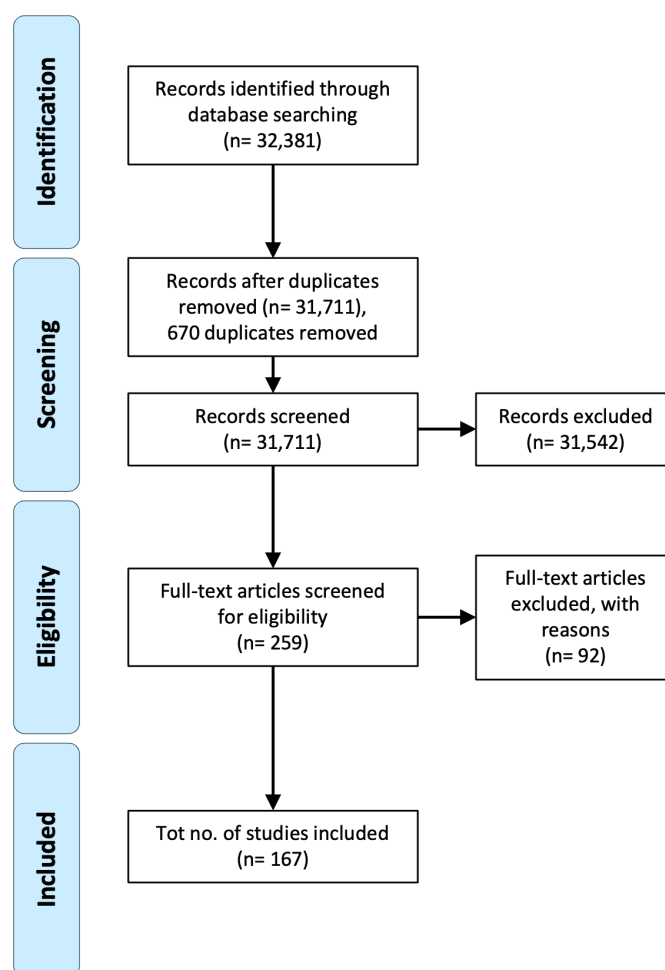 Identification
Records identified through
database searching
(n= 32,381)
Screening
Records after duplicates
removed (n= 31,711),
670 duplicates removed
Records screened
(n= 31,711)
Records excluded
(n= 31,542)
Eligibility
Full-text articles screened
for eligibility
(n= 259)
Full-text articles
excluded, with
reasons
(n= 92)
Included
Tot no. of studies included
(n= 167)